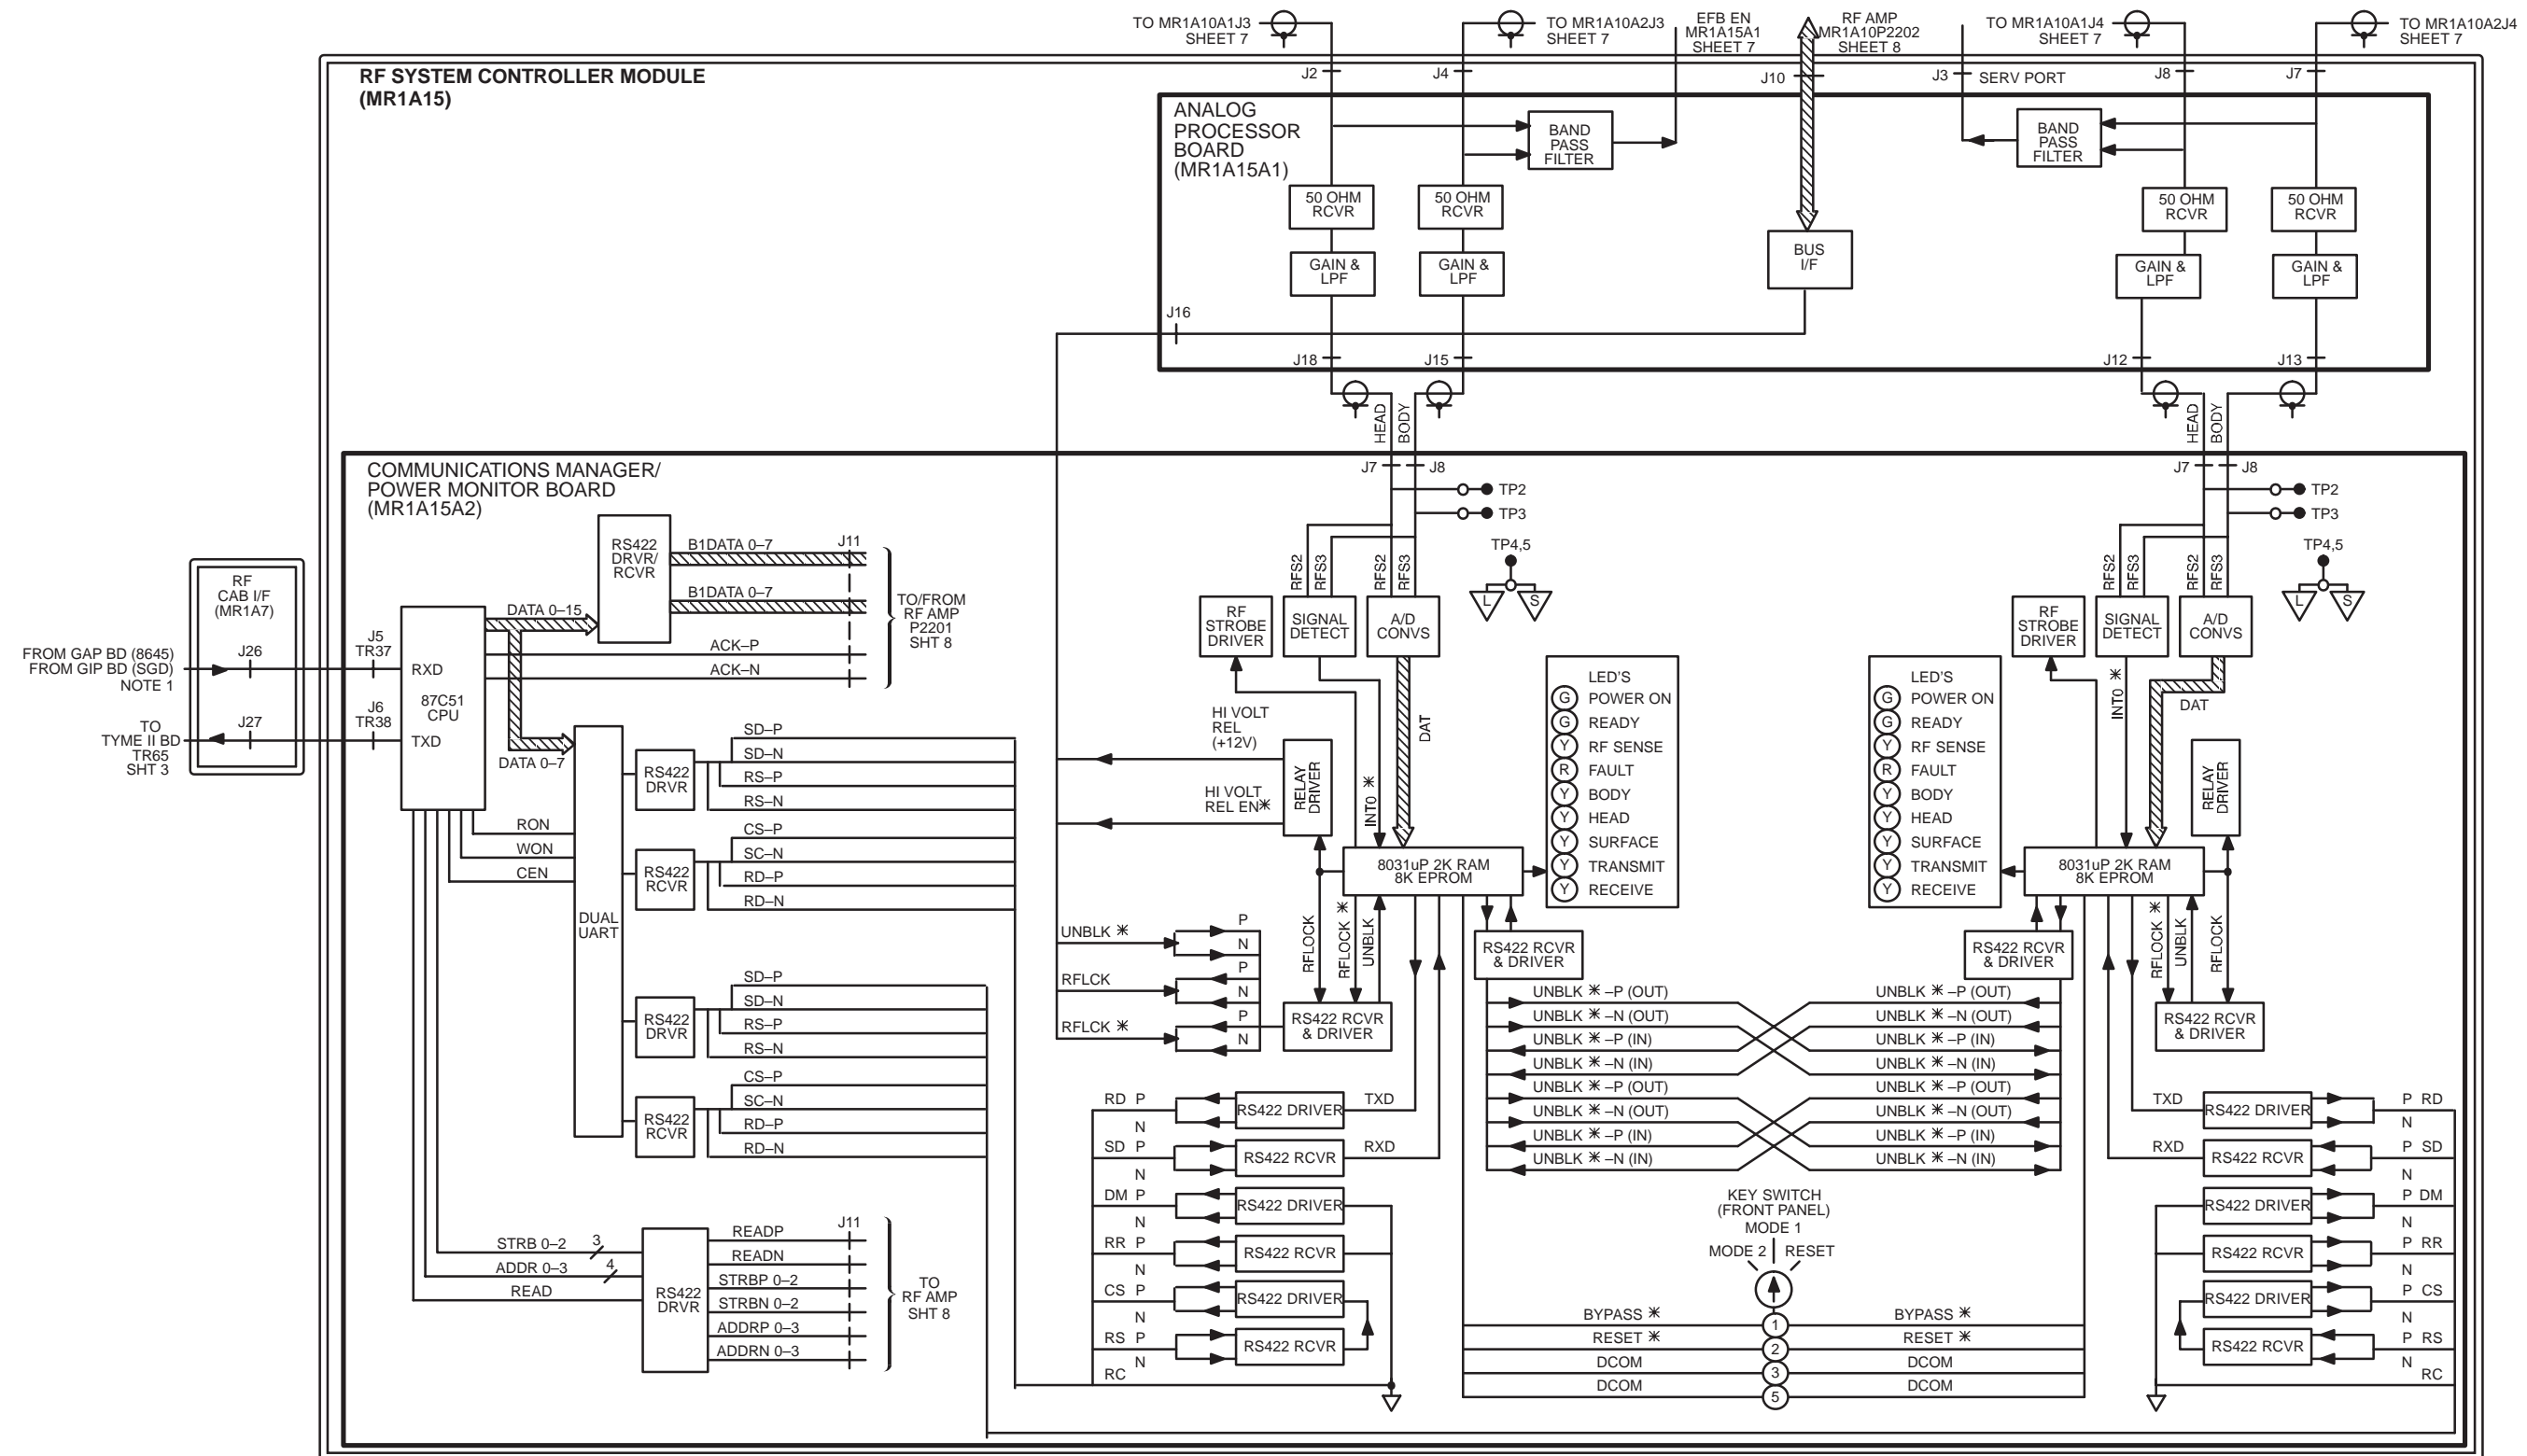 TO MR1A10A1J3
SHEET 7
TO MR1A10A2J3
SHEET 7
EFB EN
MR1A15A1
SHEET 7
RF AMP
MR1A10P2202
SHEET 8
TO MR1A10A1J4
SHEET 7
TO MR1A10A2J4
SHEET 7
RF SYSTEM CONTROLLER MODULE
(MR1A15)
J2
J4
J10
J3
SERV PORT
J8
J7
ANALOG
PROCESSOR
BOARD
(MR1A15A1)
BAND
PASS
FILTER
BAND
PASS
FILTER
50 OHM
RCVR
50 OHM
RCVR
50 OHM
RCVR
50 OHM
RCVR
BUS
I/F
GAIN &
LPF
GAIN &
LPF
GAIN &
LPF
GAIN &
LPF
J16
J18
J15
J12
J13
HEAD
BODY
HEAD
BODY
COMMUNICATIONS MANAGER/
POWER MONITOR BOARD
(MR1A15A2)
J7
J8
J7
J8
TP2
TP3
TP2
TP3
TP4,5
L
S
TP4,5
L
S
RFS2
RFS3
RFS2
RFS3
RFS2
RFS3
RFS2
RFS3
RS422
DRVR/
RCVR
B1DATA 0–7
J11
B1DATA 0–7
ACK–P
ACK–N
TO/FROM
RF AMP
P2201
SHT 8
RF
CAB I/F
(MR1A7)
J26
J27
FROM GAP BD (8645)
FROM GIP BD (SGD)
NOTE 1
TO
TYME II BD
TR65
SHT 3
J5
TR37
J6
TR38
RXD
87C51
CPU
TXD
DATA 0–15
DATA 0–7
RON
WON
CEN
DUAL
UART
RS422
DRVR
SD–P
SD–N
RS–P
RS–N
RS422
RCVR
CS–P
SC–N
RD–P
RD–N
RS422
DRVR
SD–P
SD–N
RS–P
RS–N
RS422
RCVR
CS–P
SC–N
RD–P
RD–N
STRB 0–2
3
ADDR 0–3
4
READ
RS422
DRVR
READP
READN
STRBP 0–2
STRBN 0–2
ADDRP 0–3
ADDRN 0–3
J11
TO
RF AMP
SHT 8
RF
STROBE
DRIVER
SIGNAL
DETECT
A/D
CONVS
RF
STROBE
DRIVER
SIGNAL
DETECT
A/D
CONVS
HI VOLT
REL
(+12V)
HI VOLT
REL EN*
RELAY
DRIVER
INT0 *
DAT
LED'S
G POWER ON
G READY
Y RF SENSE
R FAULT
Y BODY
Y HEAD
Y SURFACE
Y TRANSMIT
Y RECEIVE
LED'S
G POWER ON
G READY
Y RF SENSE
R FAULT
Y BODY
Y HEAD
Y SURFACE
Y TRANSMIT
Y RECEIVE
INT0 *
DAT
RELAY
DRIVER
8031uP 2K RAM
8K EPROM
8031uP 2K RAM
8K EPROM
UNBLK *
P
N
RFLCK
P
N
RFLCK *
P
N
RFLOCK
RFLOCK *
UNBLK
RS422 RCVR
& DRIVER
RS422 RCVR
& DRIVER
RS422 RCVR
& DRIVER
RFLOCK *
UNBLK
RFLOCK
RS422 RCVR
& DRIVER
UNBLK * –P (OUT)
UNBLK * –P (OUT)
UNBLK * –N (OUT)
UNBLK * –N (OUT)
UNBLK * –P (IN)
UNBLK * –P (IN)
UNBLK * –N (IN)
UNBLK * –N (IN)
UNBLK * –P (OUT)
UNBLK * –P (OUT)
UNBLK * –N (OUT)
UNBLK * –N (OUT)
UNBLK * –P (IN)
UNBLK * –P (IN)
UNBLK * –N (IN)
UNBLK * –N (IN)
RD P
N
RS422 DRIVER
TXD
SD P
N
RS422 RCVR
RXD
DM P
N
RS422 DRIVER
RR P
N
RS422 RCVR
CS P
N
RS422 DRIVER
RS P
N
RS422 RCVR
RC
KEY SWITCH
(FRONT PANEL)
MODE 1
MODE 2
RESET
BYPASS *
1
BYPASS *
RESET *
2
RESET *
DCOM
3
DCOM
DCOM
5
DCOM
TXD
RS422 DRIVER
P RD
N
RXD
RS422 RCVR
P SD
N
RS422 DRIVER
P DM
N
RS422 RCVR
P RR
N
RS422 DRIVER
P CS
N
RS422 RCVR
P RS
N
RC